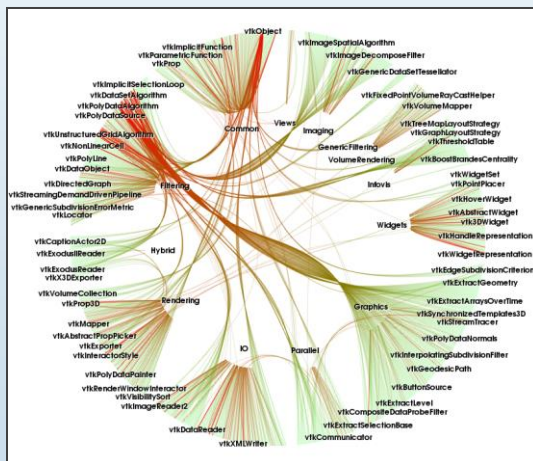 vtkObject
vtkImplicitFunction
vtkParametricFunction
vtkProp
vtkImageSpatialAlgorithm
vtkImageDecomposeFilter
vtkGenericDataSetTessellator
vtkImplicitSelectionLoop
vtkDataSetAlgorithm
vtkPolyDataAlgorithm
vtkPolyDataSource
vtkFixedPointVolumeRayCastHelper
vtkVolumeMapper
Common
Views
Imaging
vtkTreeMapLayoutStrategy
vtkGraphLayoutStrategy
vtkThresholdTable
vtkUnstructuredGridAlgorithm
vtkNonLinearCell
GenericFiltering
VolumeRendering
vtkBoostBrandesCentrality
vtkPolyLine
vtkDataObject
vtkDirectedGraph
Filtering
Infovis
vtkWidgetSet
vtkPointPlacer
vtkStreamingDemandDrivenPipeline
vtkGenericSubdivisionErrorMetric
vtkLocator
vtkHoverWidget
vtkAbstractWidget
vtk3DWidget
Widgets
vtkHandleRepresentation
vtkCaptionActor2D
vtkExodusIIReader
Hybrid
vtkWidgetRepresentation
vtkExodusReader
vtkX3DExporter
vtkEdgeSubdivisionCriterion
vtkExtractGeometry
vtkVolumeCollection
vtkProp3D
Rendering
Graphics
vtkExtractArraysOverTime
vtkSynchronizedTemplates3D
vtkStreamTracer
vtkMapper
vtkAbstractPropPicker
vtkExporter
vtkInteractorStyle
vtkPolyDataNormals
IO
Parallel
vtkInterpolatingSubdivisionFilter
vtkGeodesicPath
vtkPolyDataPainter
vtkRenderWindowInteractor
vtkVisibilitySort
vtkImageReader2
vtkButtonSource
vtkExtractLevel
vtkCompositeDataProbeFilter
vtkDataReader
vtkExtractSelectionBase
vtkCommunicator
vtkXMLWriter